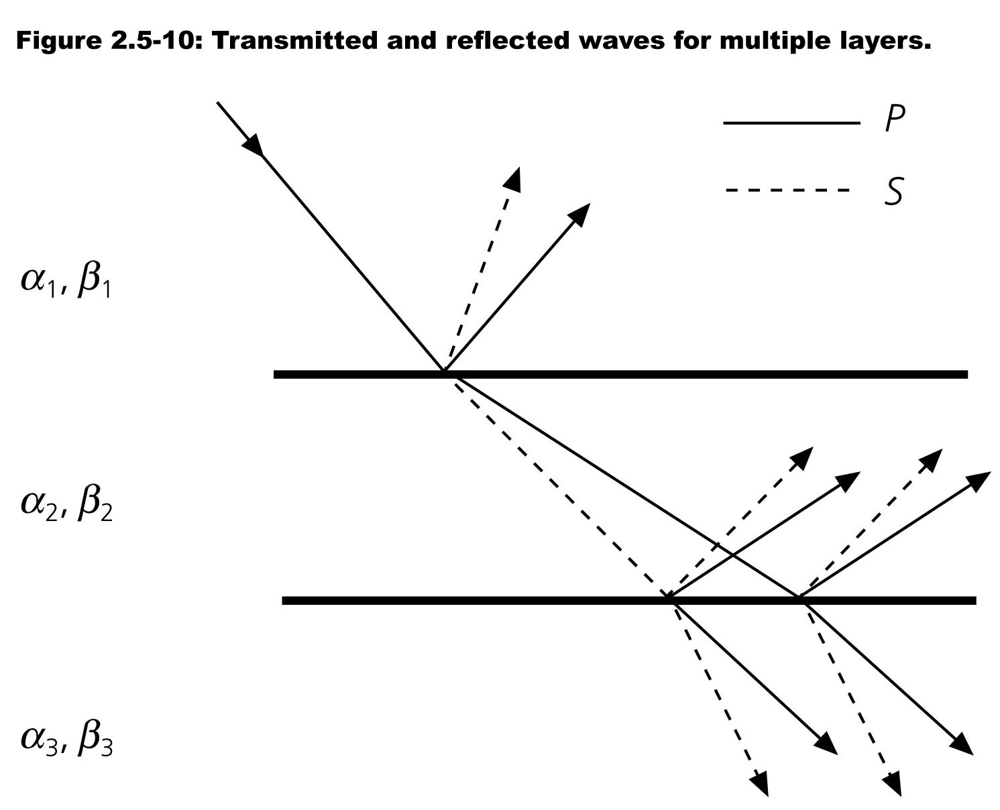 Figure 2.5-10: Transmitted and reflected waves for multiple layers.
P
S
α₁, β₁
α₂, β₂
α₃, β₃